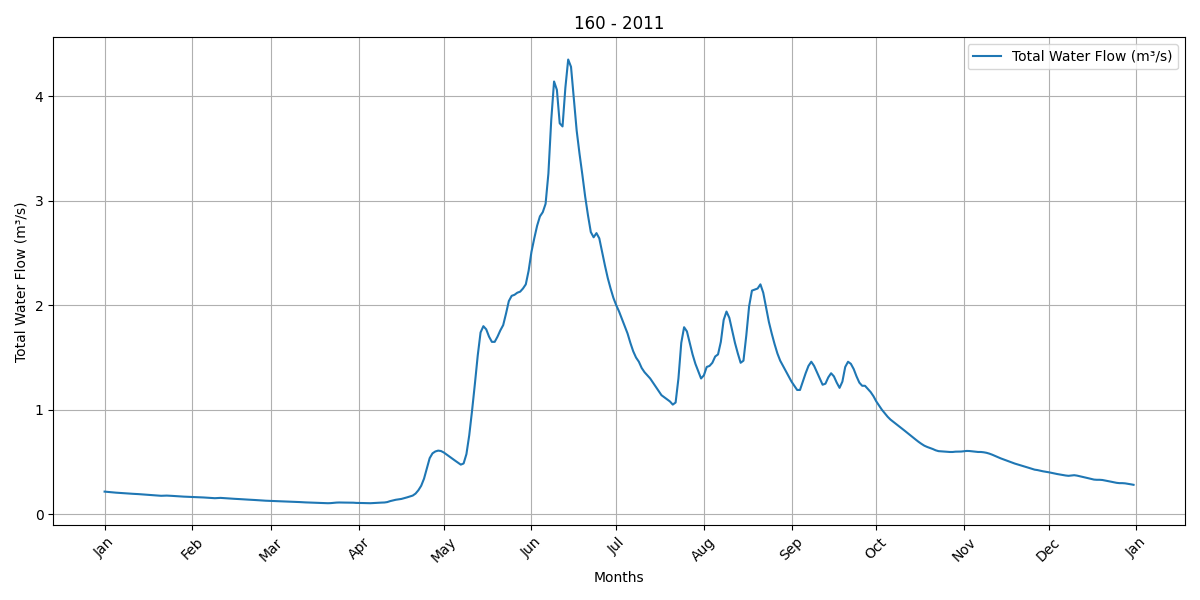 160 - 2011
Total Water Flow (m³/s)
Total Water Flow (m³/s)
4
3
2
1
0
Jan
Feb
Mar
Apr
May
Jun
Jul
Aug
Sep
Oct
Nov
Dec
Jan
Months